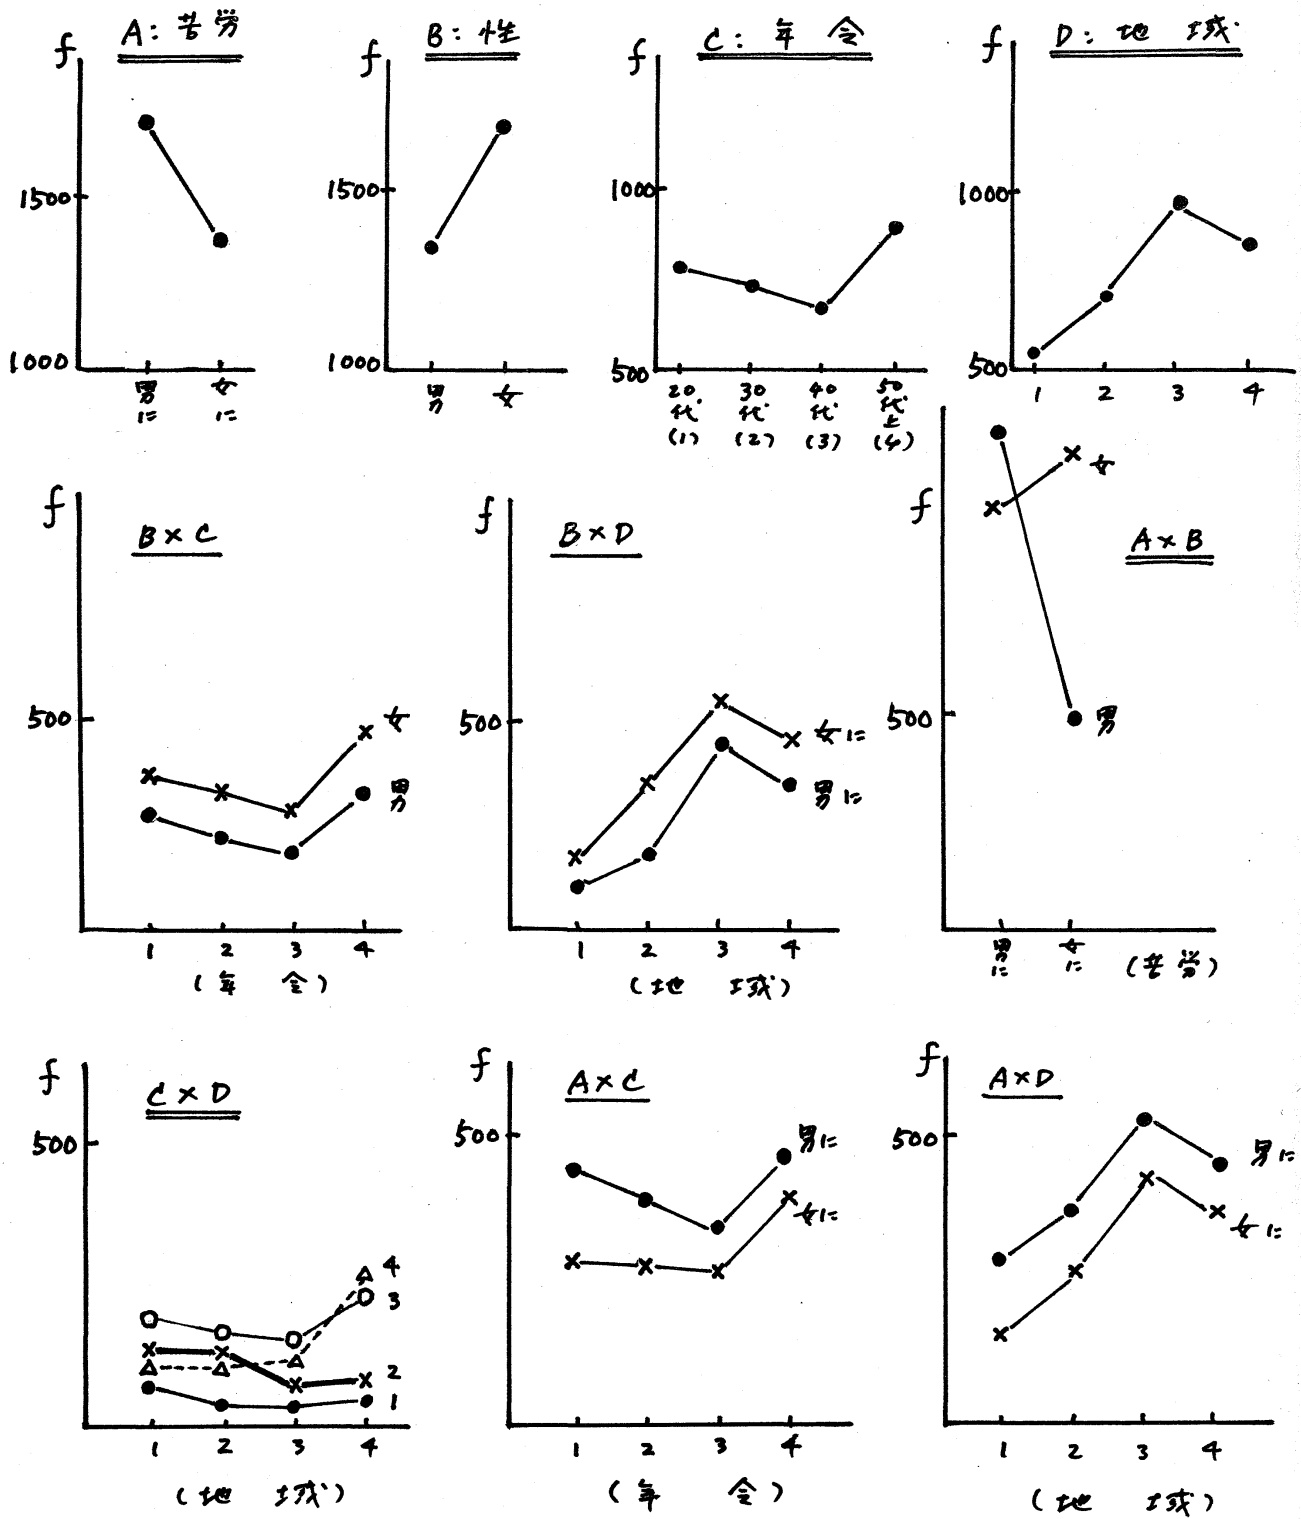 f A: 苦労
1500
1000
男に 女に
f B: 性
1500
1000
男 女
f C: 年令
1000
500
20代(1) 30代(2) 40代(3) 50代上(4)
f D: 地域
1000
500
1 2 3 4
f B×C
500
女
男
1 2 3 4
(年令)
f B×D
500
女に
男に
1 2 3 4
(地域)
f
女
A×B
500
男
男に 女に (苦労)
f C×D
500
4
3
2
1
1 2 3 4
(地域)
f A×C
500
男に
女に
1 2 3 4
(年令)
f A×D
500
男に
女に
1 2 3 4
(地域)